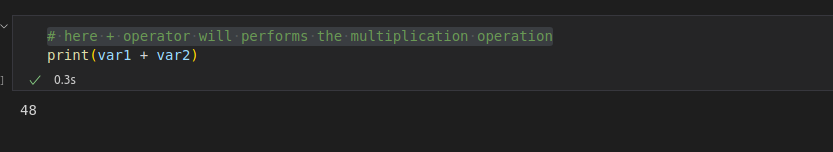 # here + operator will performs the multiplication operation
print(var1 + var2)
] 0.3s
48